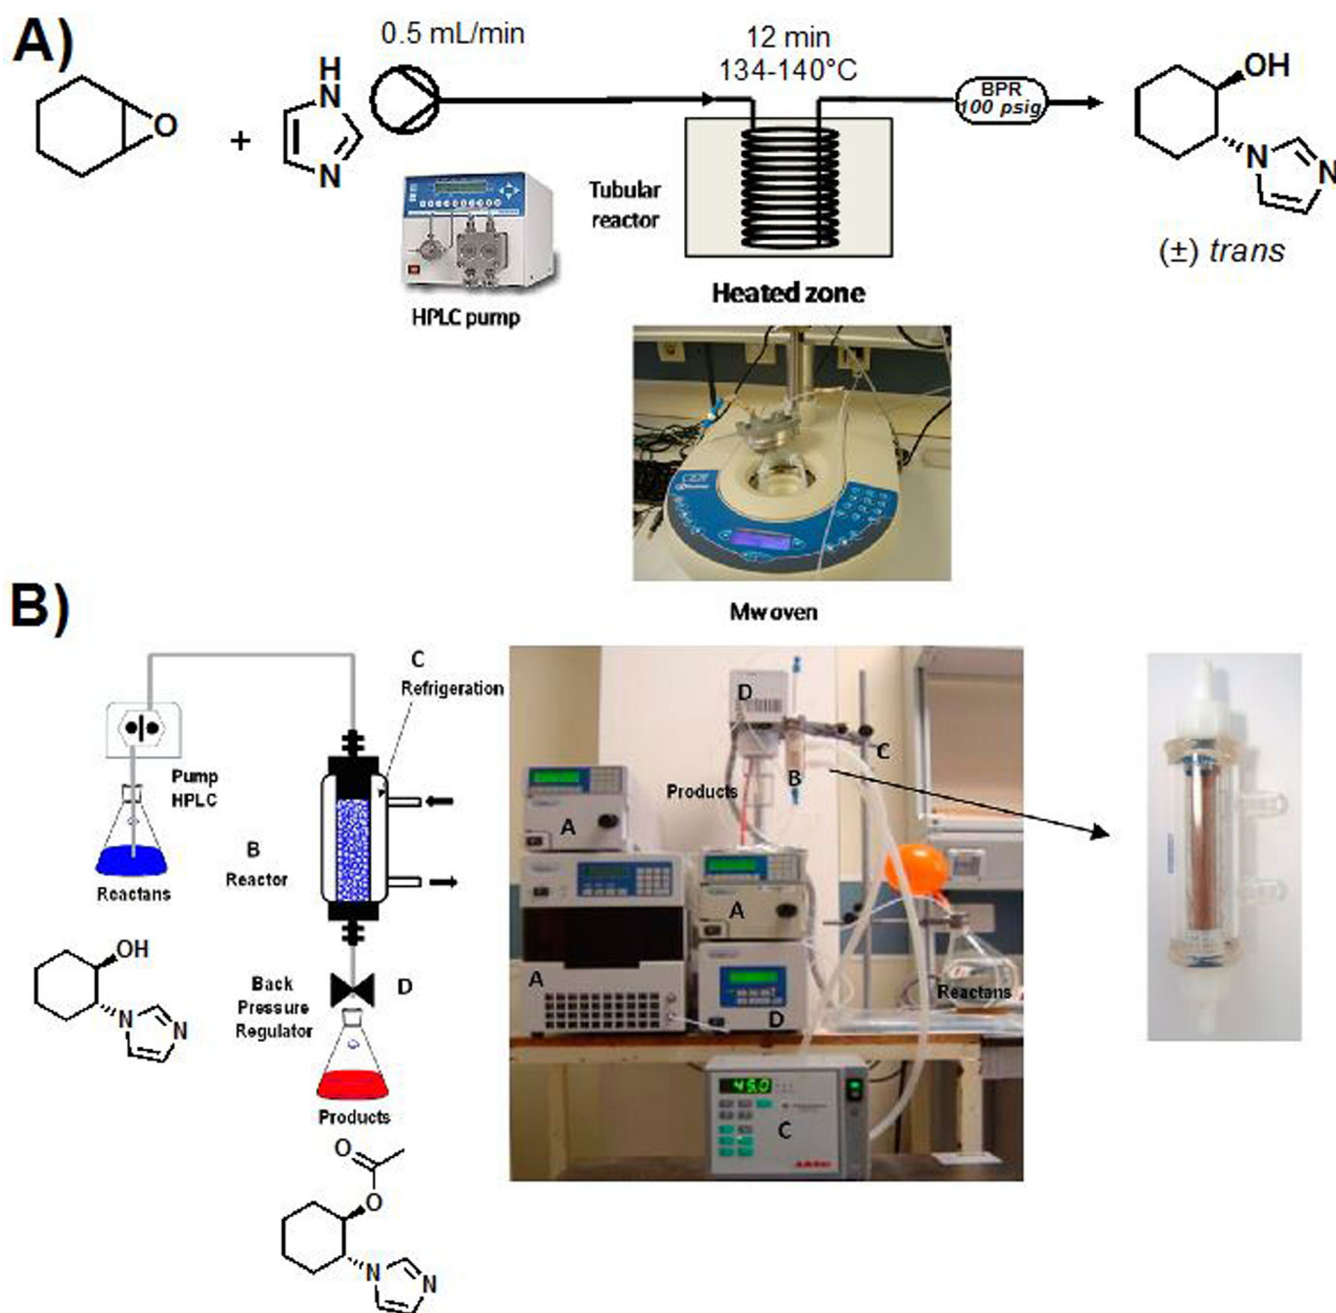 A)
0.5 mL/min
12 min
134-140°C
O
+
H
N
N
BPR
100 psig
OH
N
N
(±) trans
Tubular
reactor
HPLC pump
Heated zone
Mw oven
B)
C
Refrigeration
Pump
HPLC
B
Reactor
Reactans
OH
N
N
Back
Pressure
Regulator
D
Products
O
O
N
N
D
C
B
Products
A
A
A
D
Reactans
45.0
C